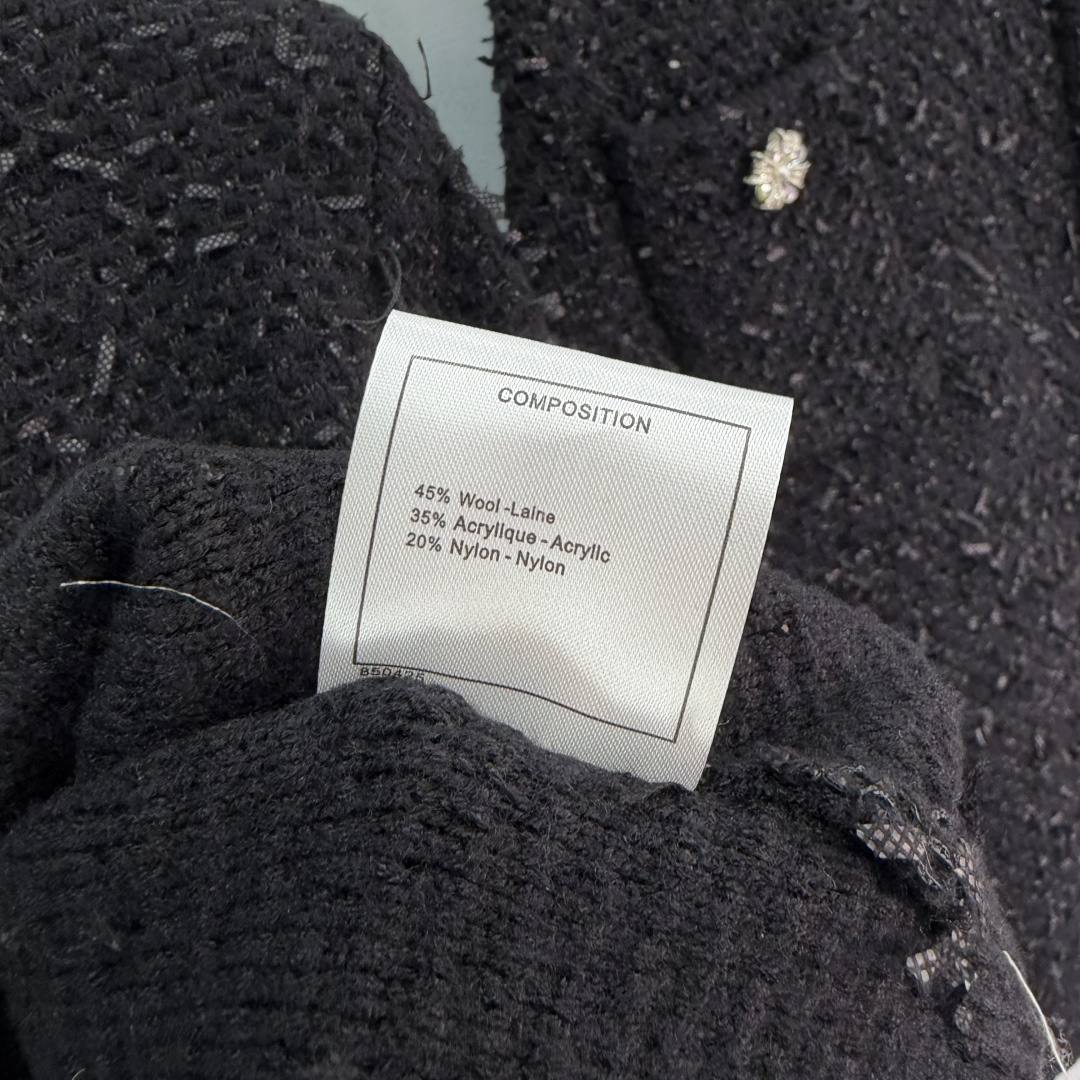 COMPOSITION
45% Wool-Laine
35% Acrylique-Acrylic
20% Nylon-Nylon